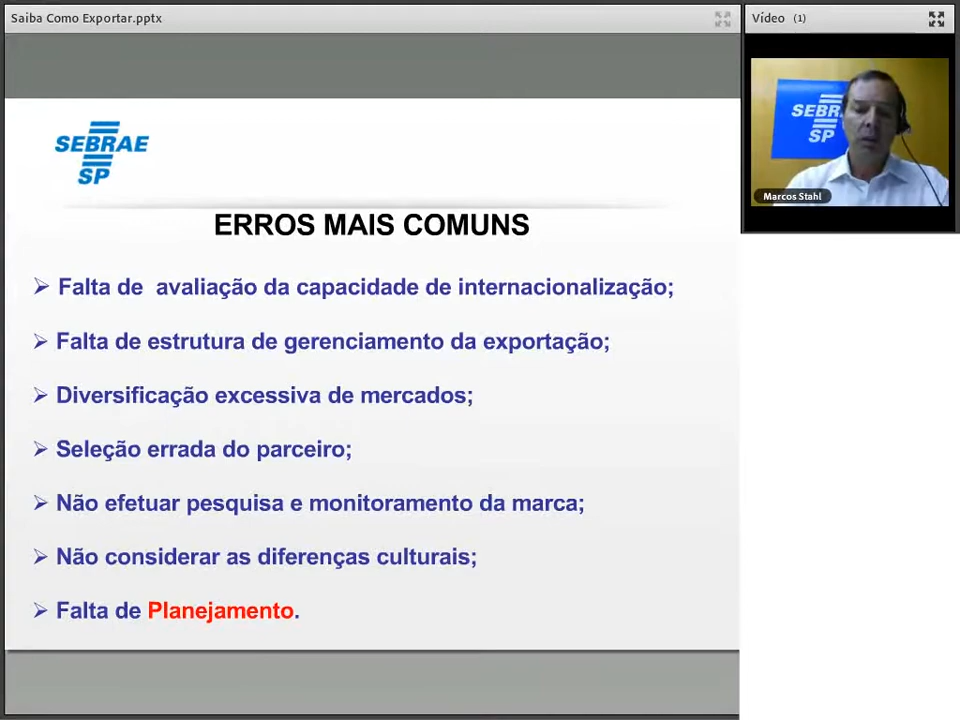 Saiba Como Exportar.pptx
Vídeo (1)
SEBRAE
SP
SEBRA
SP
Marcos Stahl
ERROS MAIS COMUNS
Falta de avaliação da capacidade de internacionalização;
Falta de estrutura de gerenciamento da exportação;
Diversificação excessiva de mercados;
Seleção errada do parceiro;
Não efetuar pesquisa e monitoramento da marca;
Não considerar as diferenças culturais;
Falta de Planejamento.